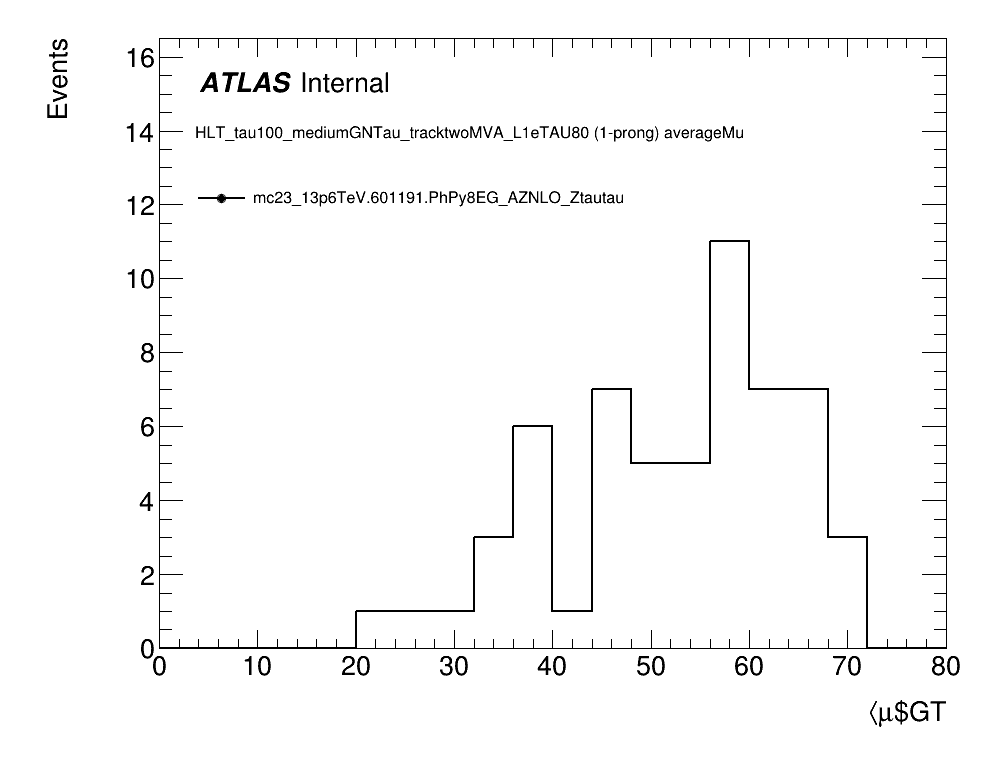 Events
16
14
12
10
8
6
4
2
0
ATLAS Internal
HLT_tau100_mediumGNTau_tracktwoMVA_L1eTAU80 (1-prong) averageMu
mc23_13p6TeV.601191.PhPy8EG_AZNLO_Ztautau
0 10 20 30 40 50 60 70 80
⟨μ$GT